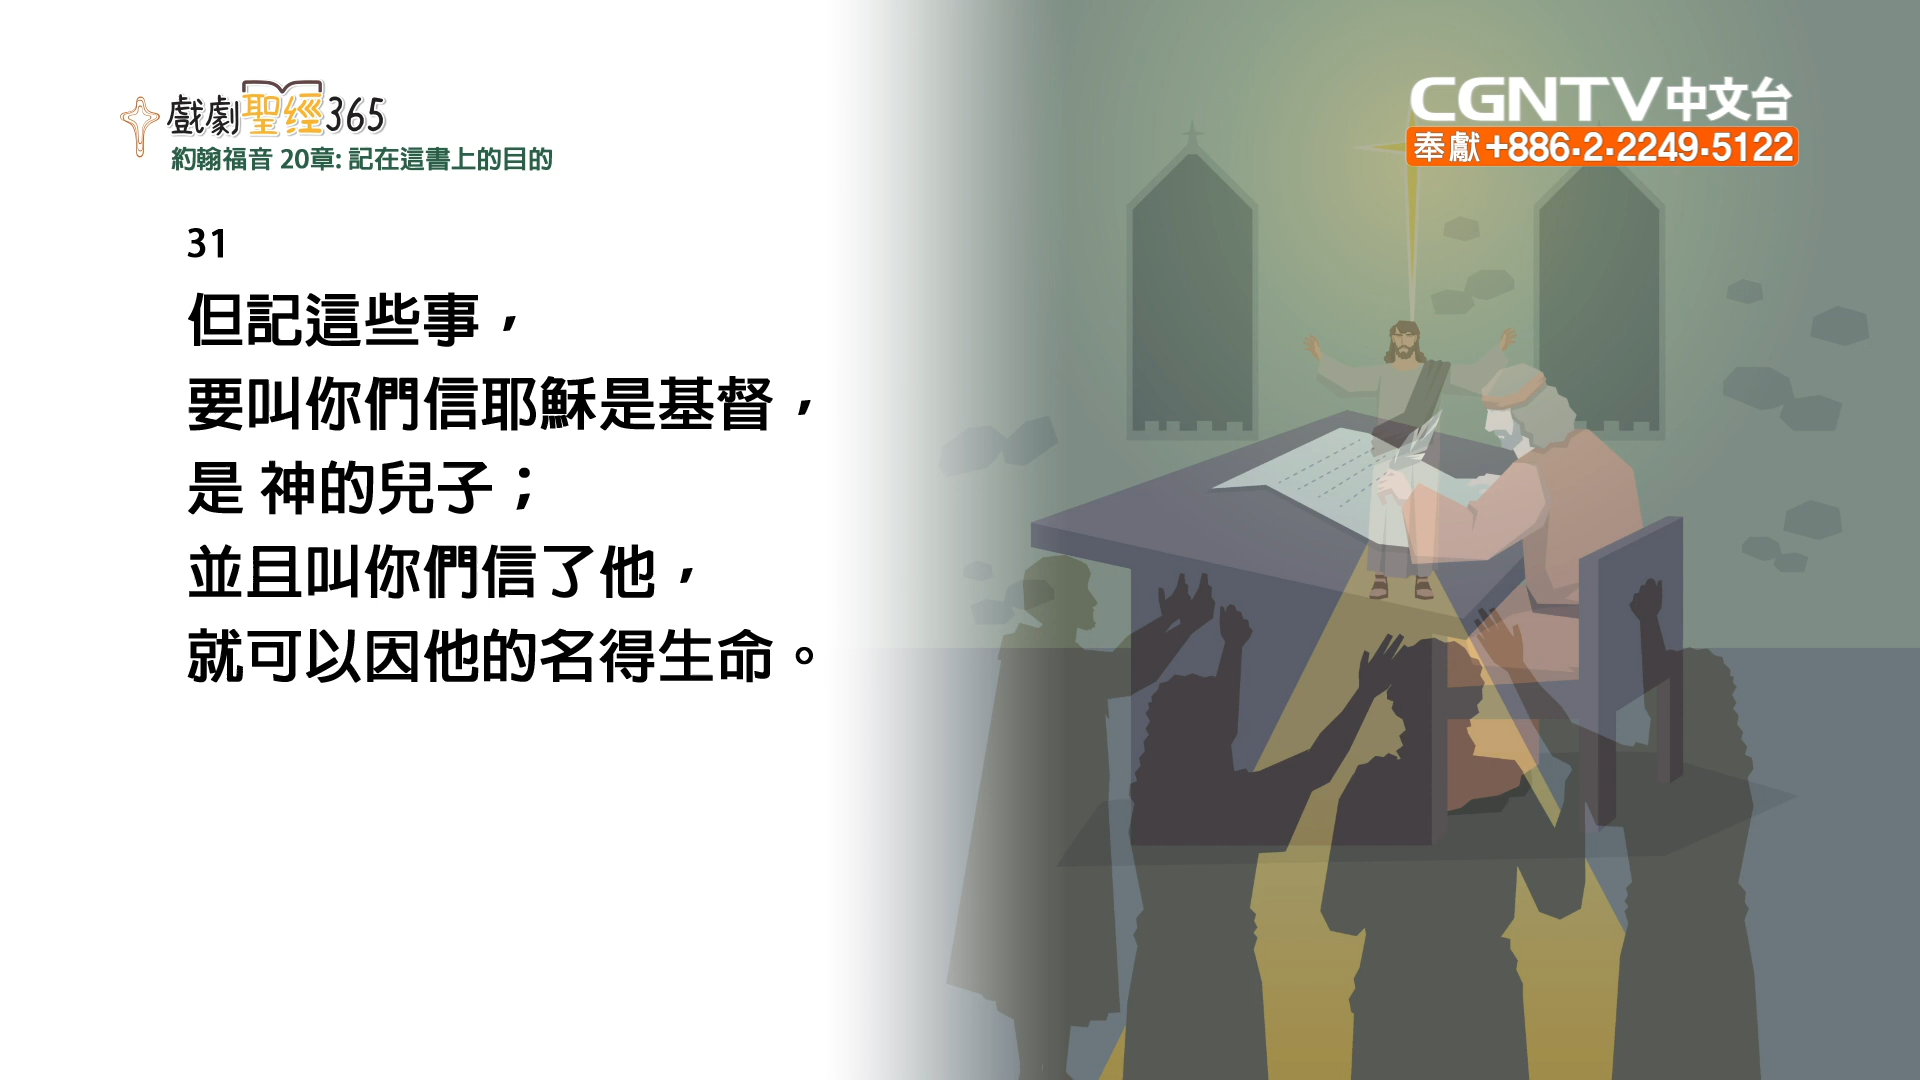 戲劇聖經365
約翰福音 20章: 記在這書上的目的
CGNTV中文台
奉獻+886·2·2249·5122
31
但記這些事，
要叫你們信耶穌是基督，
是 神的兒子；
並且叫你們信了他，
就可以因他的名得生命。